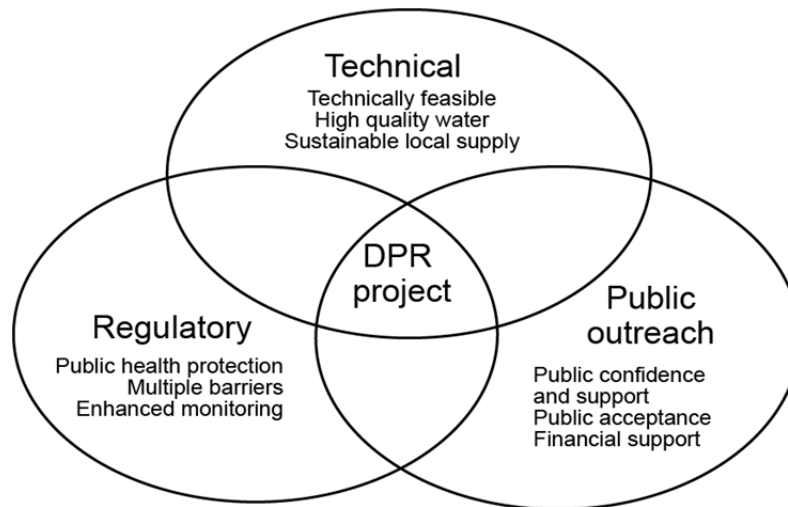 Technical
Technically feasible
High quality water
Sustainable local supply
DPR
project
Regulatory
Public health protection
Multiple barriers
Enhanced monitoring
Public
outreach
Public confidence
and support
Public acceptance
Financial support